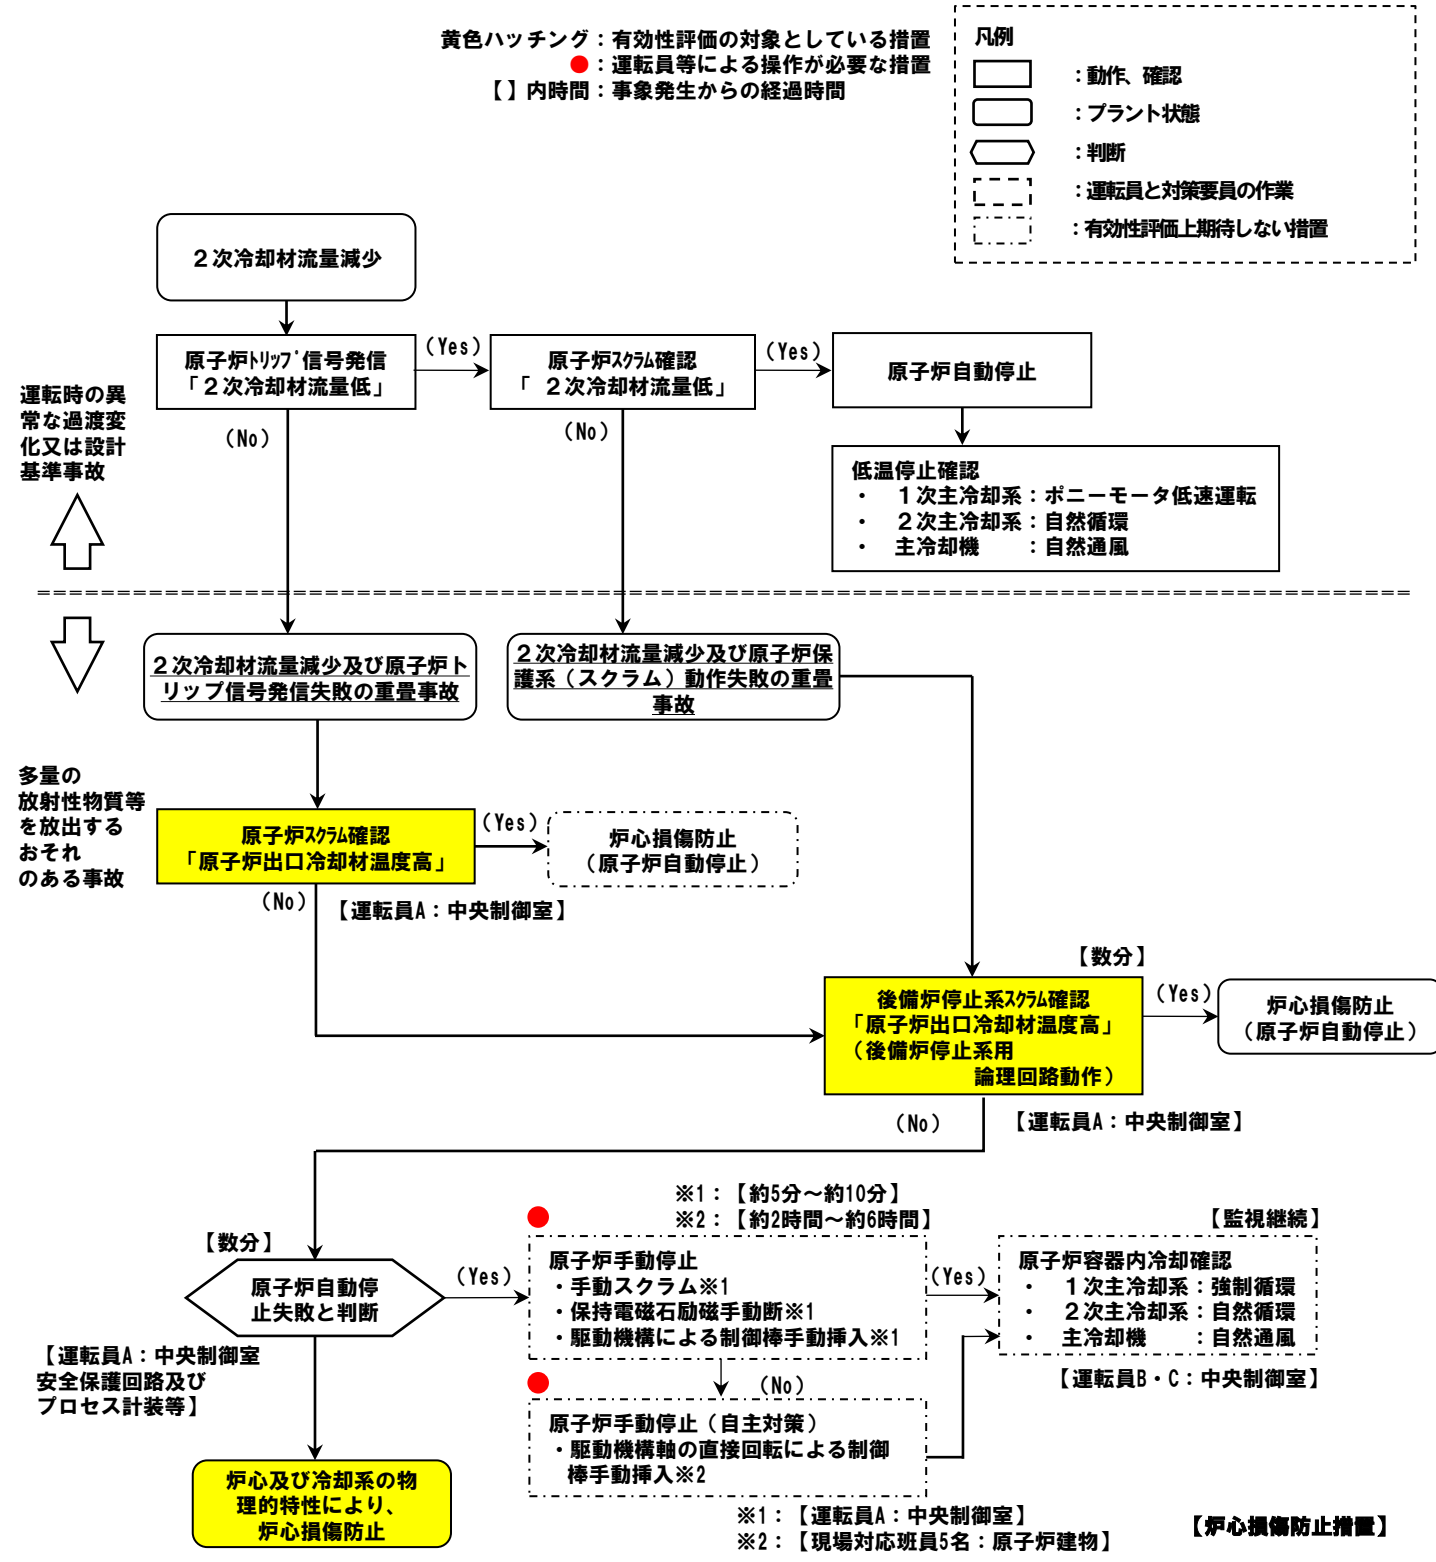 黄色ハッチング：有効性評価の対象としている措置
●：運転員等による操作が必要な措置
【】内時間：事象発生からの経過時間
凡例
：動作、確認
：プラント状態
：判断
：運転員と対策要員の作業
：有効性評価上期待しない措置
２次冷却材流量減少
原子炉ﾄﾘｯﾌﾟ信号発信
「２次冷却材流量低」
（Yes）
原子炉ｽｸﾗﾑ確認
「 ２次冷却材流量低」
（Yes）
原子炉自動停止
（No）
（No）
運転時の異
常な過渡変
化又は設計
基準事故
低温停止確認
・ １次主冷却系：ポニーモータ低速運転
・ ２次主冷却系：自然循環
・ 主冷却機 ：自然通風
２次冷却材流量減少及び原子炉ト
リップ信号発信失敗の重畳事故
２次冷却材流量減少及び原子炉保
護系（スクラム）動作失敗の重畳
事故
多量の
放射性物質等
を放出する
おそれ
のある事故
原子炉ｽｸﾗﾑ確認
「原子炉出口冷却材温度高」
（Yes）
炉心損傷防止
（原子炉自動停止）
（No）
【運転員A：中央制御室】
【数分】
後備炉停止系ｽｸﾗﾑ確認
「原子炉出口冷却材温度高」
（後備炉停止系用
論理回路動作）
（Yes）
炉心損傷防止
（原子炉自動停止）
（No）
【運転員A：中央制御室】
※1：【約5分～約10分】
※2：【約2時間～約6時間】
【数分】
原子炉自動停
止失敗と判断
（Yes）
原子炉手動停止
・手動スクラム※1
・保持電磁石励磁手動断※1
・駆動機構による制御棒手動挿入※1
（Yes）
【監視継続】
原子炉容器内冷却確認
・ １次主冷却系：強制循環
・ ２次主冷却系：自然循環
・ 主冷却機 ：自然通風
【運転員B・C：中央制御室】
【運転員A：中央制御室
安全保護回路及び
プロセス計装等】
（No）
原子炉手動停止（自主対策）
・駆動機構軸の直接回転による制御
棒手動挿入※2
炉心及び冷却系の物
理的特性により、
炉心損傷防止
※1：【運転員A：中央制御室】
※2：【現場対応班員5名：原子炉建物】
【炉心損傷防止措置】